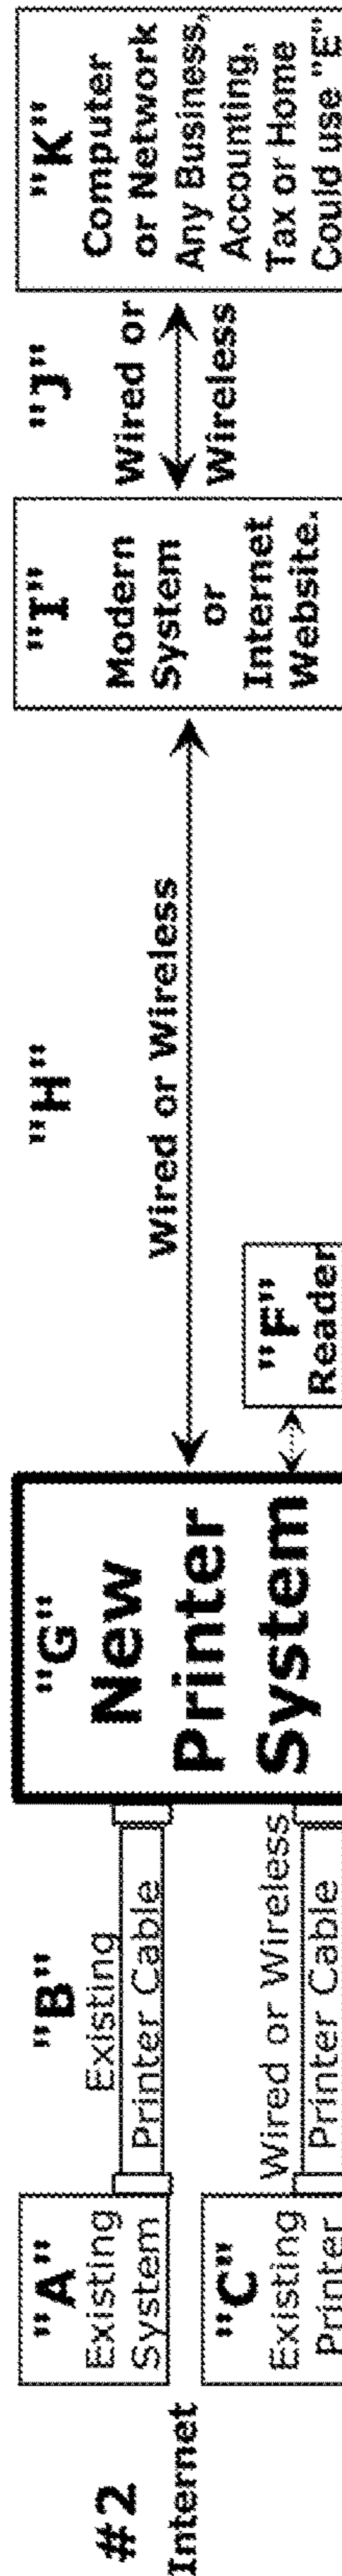 #2
Internet
"A"
Existing
System
"C"
Existing
Printer
"B"
Existing
Printer Cable
Wired or Wireless
Printer Cable
"G"
New
Printer
System
"F"
Reader
"H"
Wired or Wireless
"I"
Modern
System
or
Internet
Website.
"J"
Wired or
Wireless
"K"
Computer
or Network
Any Business,
Accounting,
Tax or Home
Could use "E"